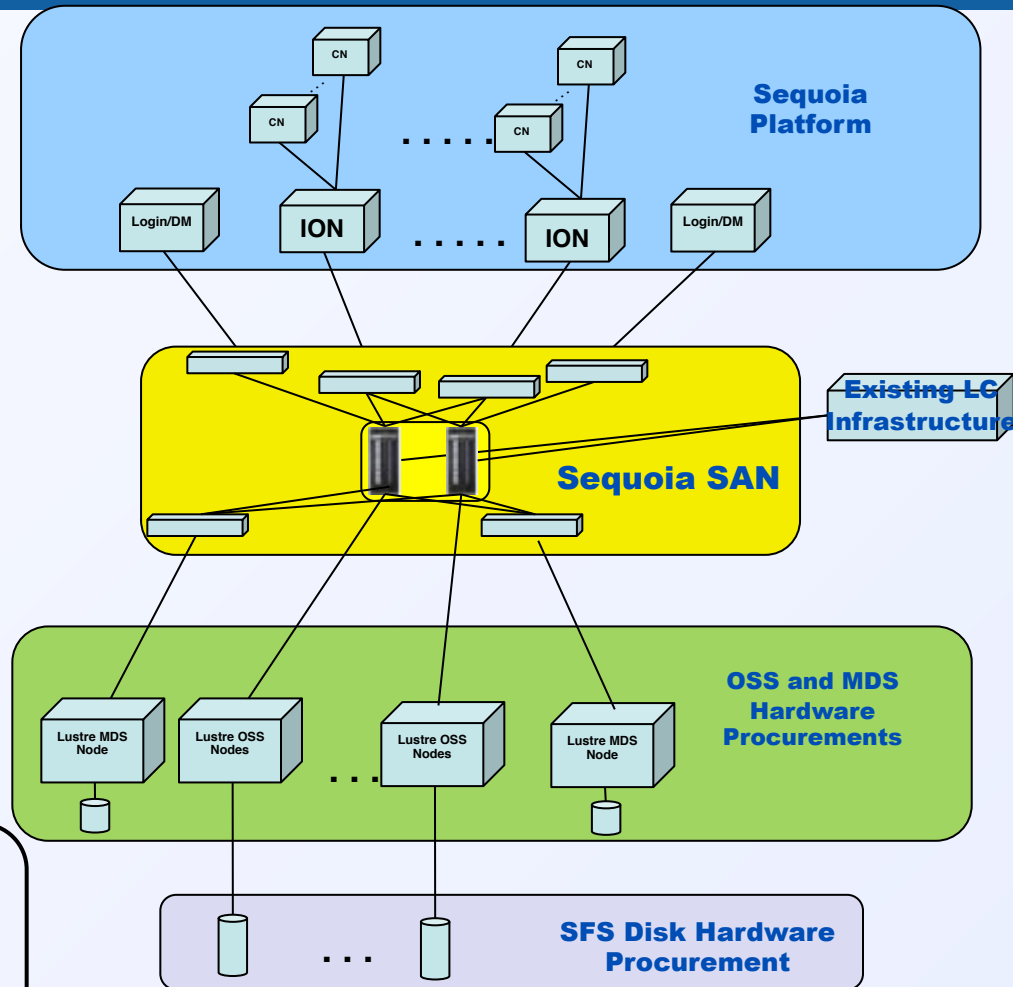 CN
CN
CN
CN
Sequoia
Platform
. . . . .
Login/DM
ION
. . . . .
ION
Login/DM
Existing LC
Infrastructure
Sequoia SAN
OSS and MDS
Hardware
Procurements
Lustre MDS
Node
Lustre OSS
Nodes
. . .
Lustre OSS
Nodes
Lustre MDS
Node
SFS Disk Hardware
Procurement
. . .